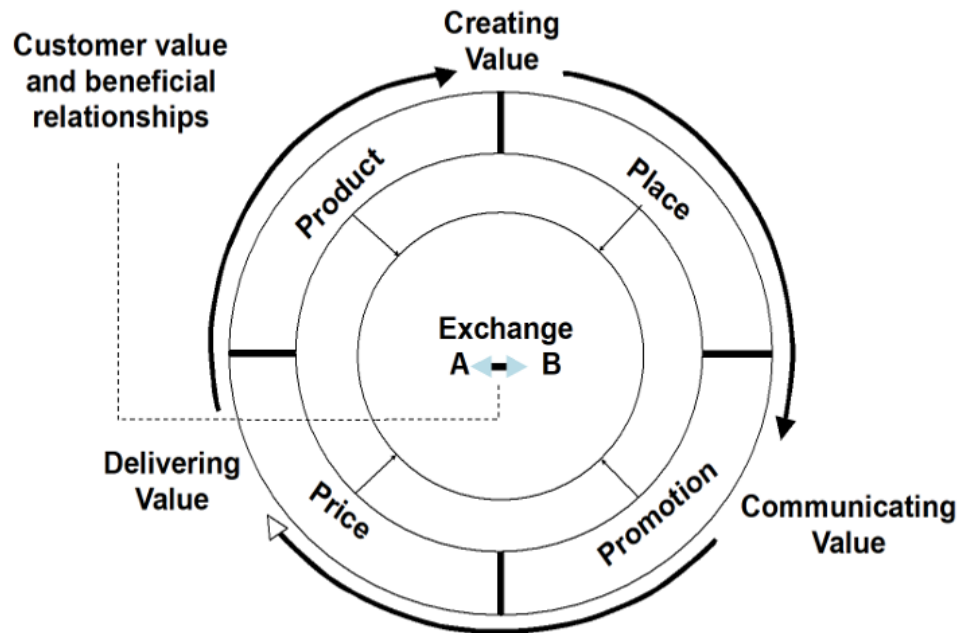 Creating
Value
Customer value
and beneficial
relationships
Product
Place
Exchange
A B
Delivering
Value
Price
Promotion
Communicating
Value